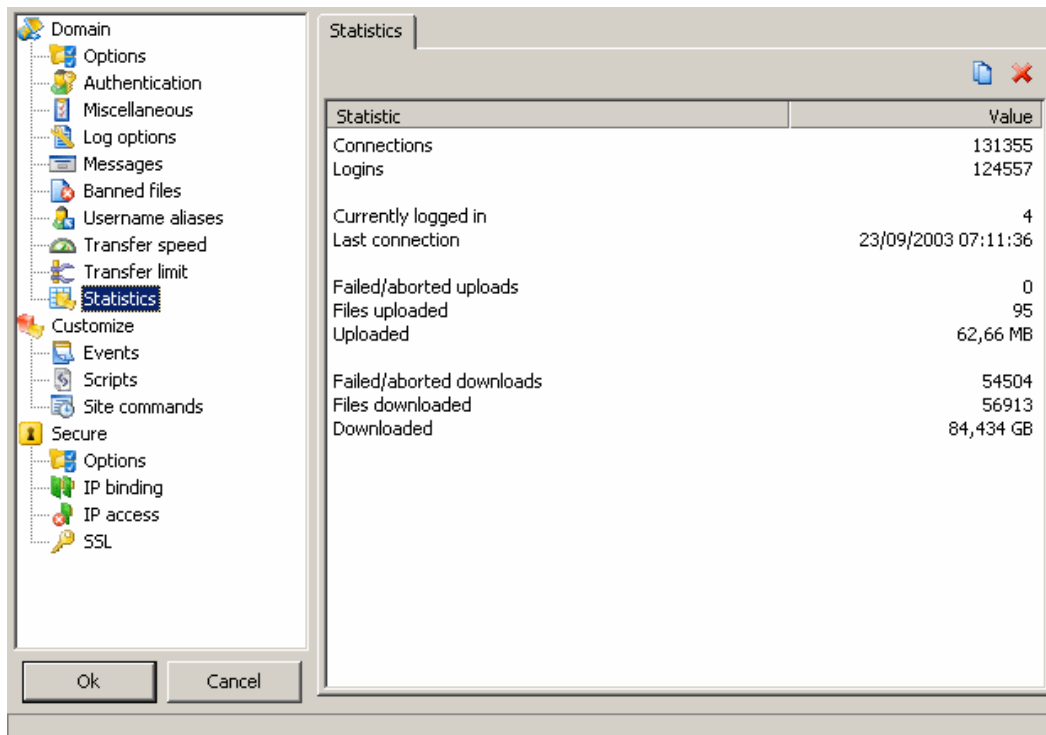 Domain
Options
Authentication
Miscellaneous
Log options
Messages
Banned files
Username aliases
Transfer speed
Transfer limit
Statistics
Customize
Events
Scripts
Site commands
Secure
Options
IP binding
IP access
SSL
Ok Cancel
Statistics
Statistic Value
Connections 131355
Logins 124557
Currently logged in 4
Last connection 23/09/2003 07:11:36
Failed/aborted uploads 0
Files uploaded 95
Uploaded 62,66 MB
Failed/aborted downloads 54504
Files downloaded 56913
Downloaded 84,434 GB